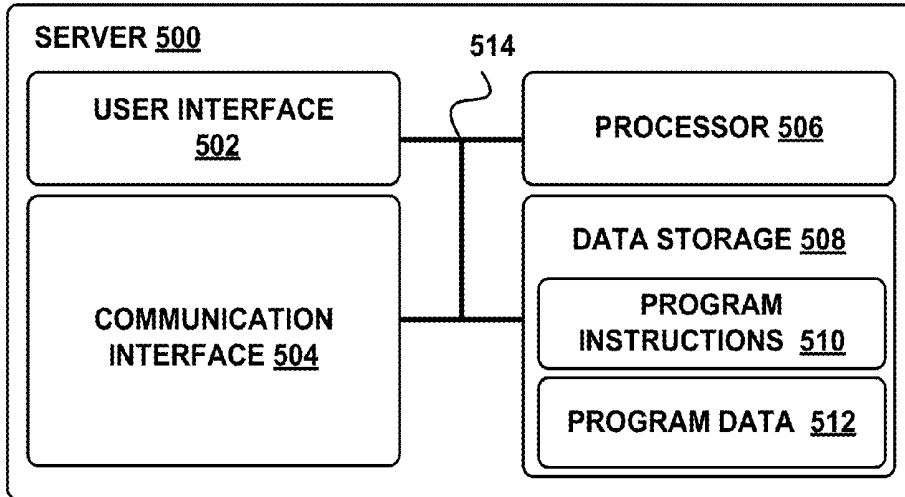 SERVER 500
514
USER INTERFACE
502
PROCESSOR 506
COMMUNICATION
INTERFACE 504
DATA STORAGE 508
PROGRAM
INSTRUCTIONS 510
PROGRAM DATA 512